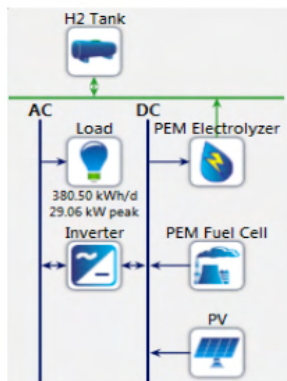 H2 Tank
AC
DC
Load
PEM Electrolyzer
380.50 kWh/d
29.06 kW peak
Inverter
PEM Fuel Cell
PV